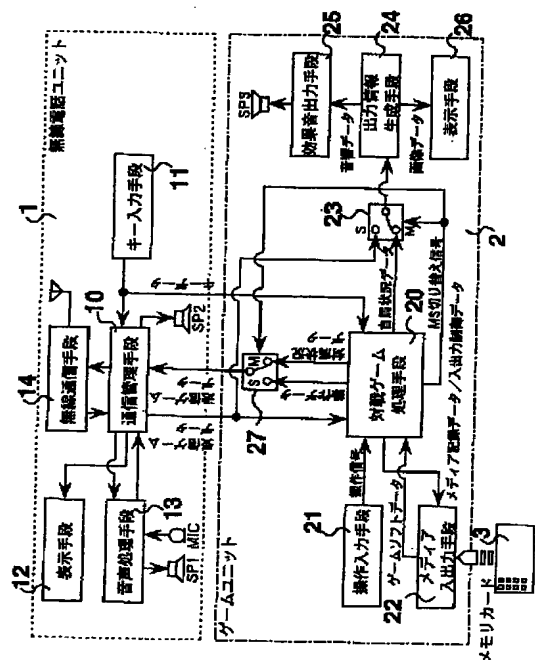 無線電話ユニット
1
14
無線通信手段
10
通信管理手段
キー入力手段
11
12
表示手段
音声処理手段
13
SP1
MIC
SP2
キーデータ
ゲームユニット
2
27
S
M
23
S
M
SP3
効果音出力手段
25
出力情報
生成手段
24
表示手段
26
音響データ
画像データ
自局状況データ
MS切り替え信号
対戦ゲーム
処理手段
20
操作入力手段
21
操作信号
ゲームソフトデータ
メディア
入出力手段
22
メディア記録データ/入出力制御データ
メモリカード
3